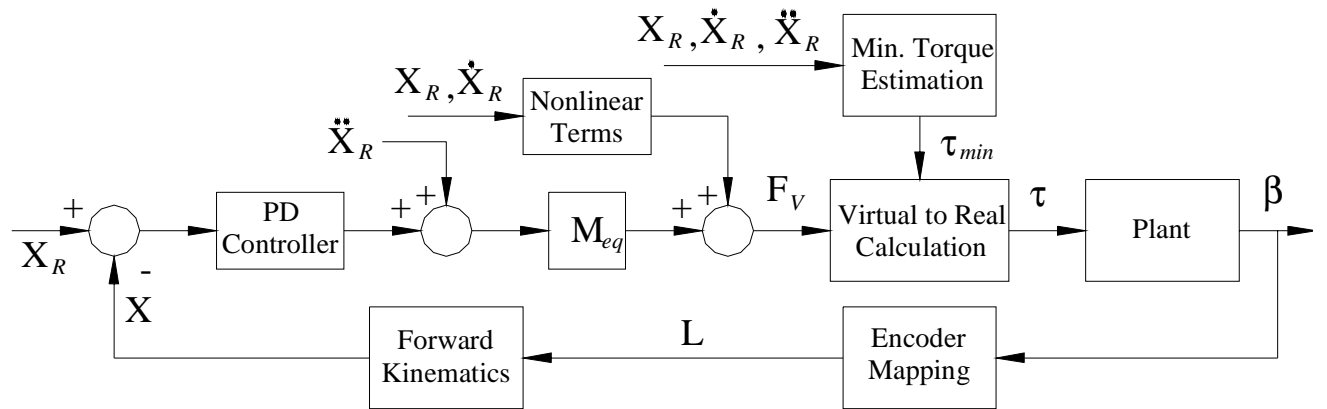 X_R , Ẋ_R , Ẍ_R
Min. Torque
Estimation
X_R , Ẋ_R
Nonlinear
Terms
Ẍ_R
τ_min
+
+
+
+
+
F_V
τ
β
PD
Controller
M_eq
Virtual to Real
Calculation
Plant
X_R
-
X
Forward
Kinematics
L
Encoder
Mapping